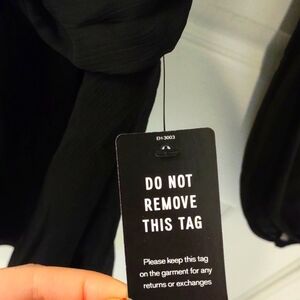 EH-3003
DO NOT
REMOVE
THIS TAG
Please keep this tag
on the garment for any
returns or exchanges